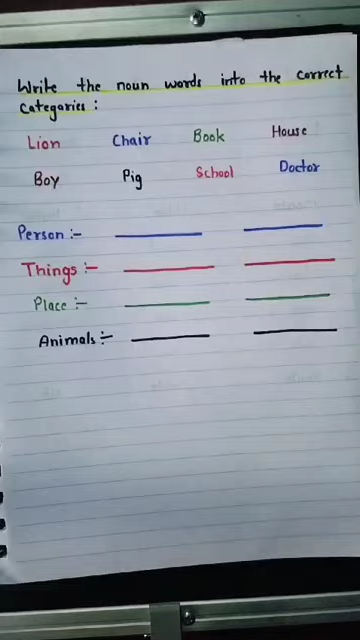 Write the noun words into the correct
categories :
Lion Chair Book House
Boy Pig School Doctor
Person :-
Things :-
Place :-
Animals :-